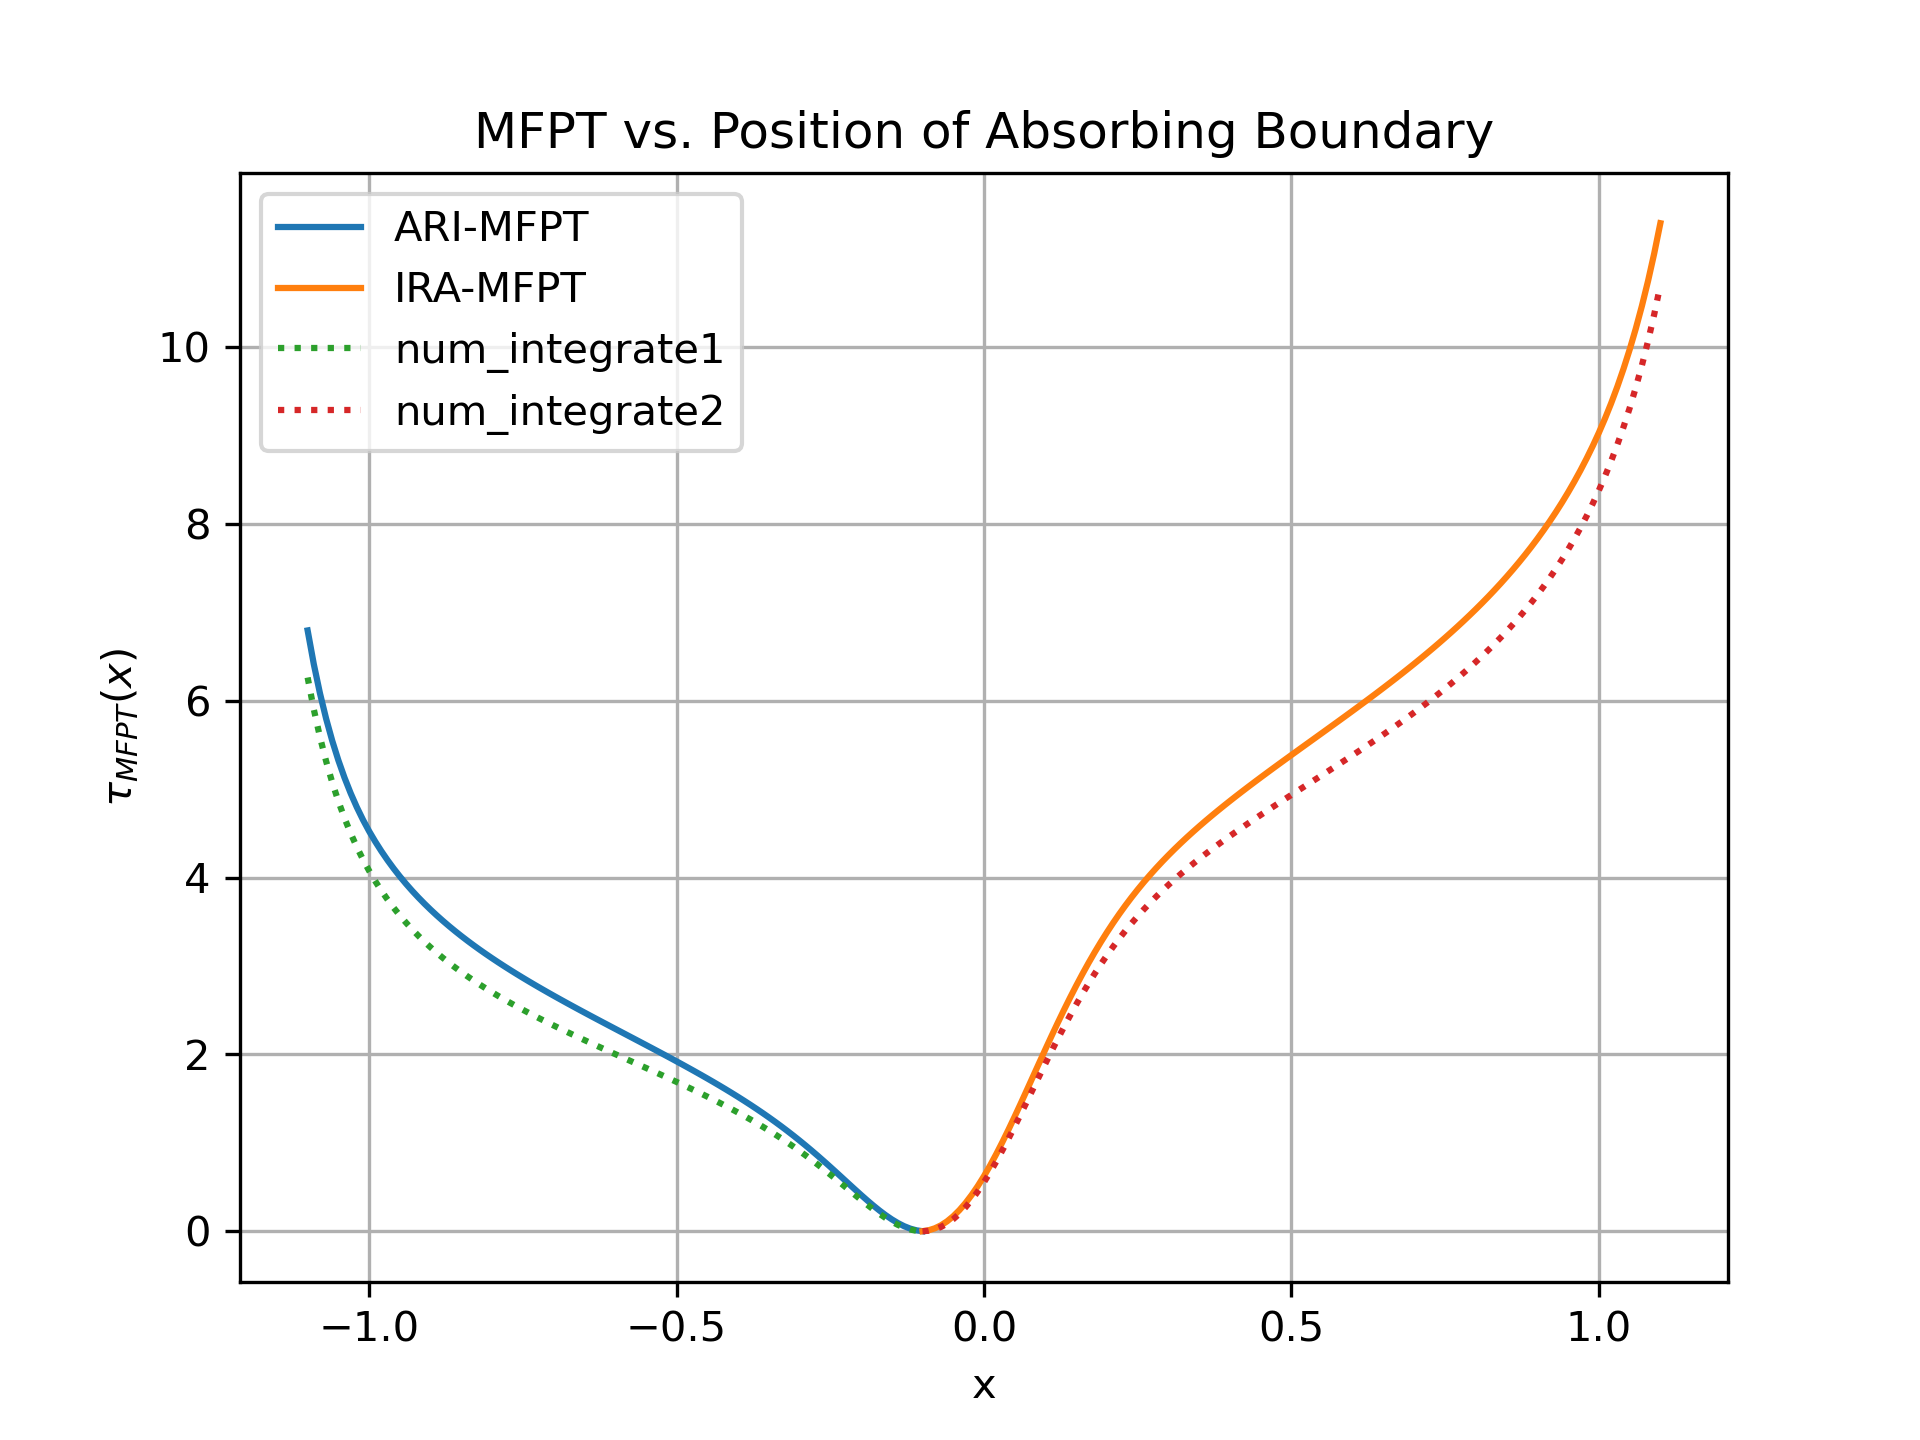 MFPT vs. Position of Absorbing Boundary
ARI-MFPT
IRA-MFPT
num_integrate1
num_integrate2
10
8
6
4
2
0
τ_MFPT(x)
−1.0 −0.5 0.0 0.5 1.0
x